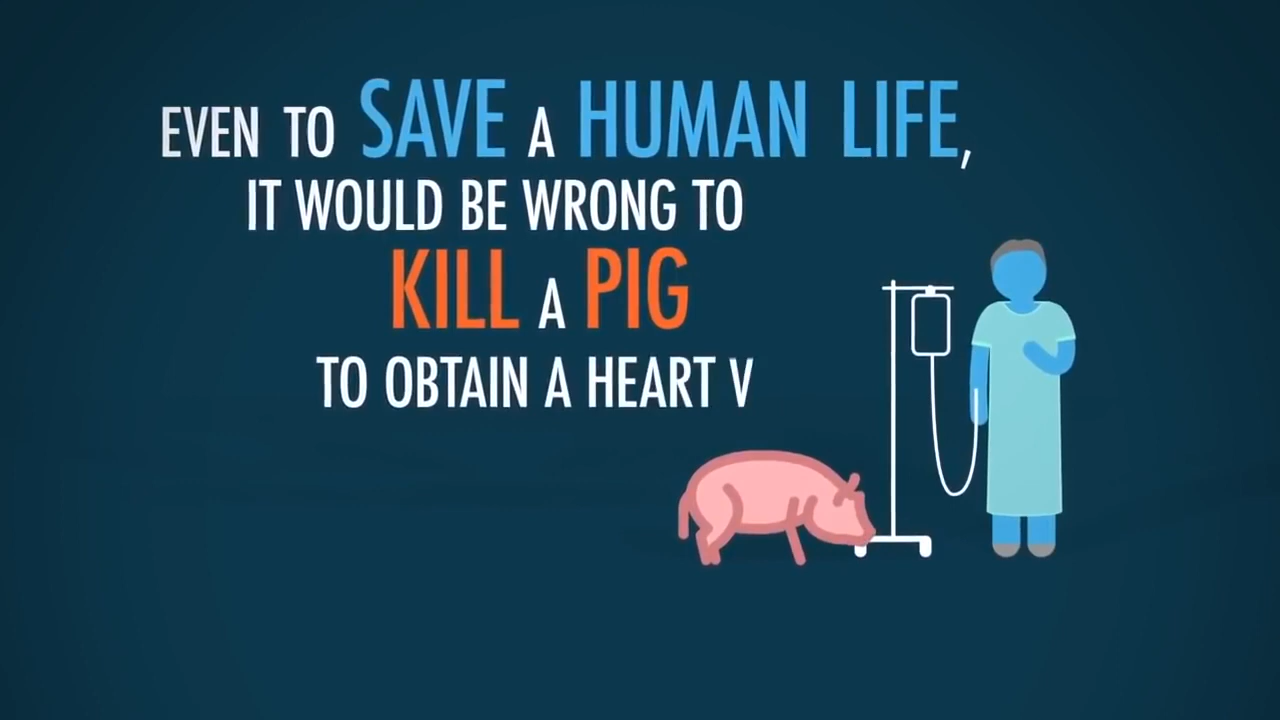 EVEN TO SAVE A HUMAN LIFE,
IT WOULD BE WRONG TO
KILL A PIG
TO OBTAIN A HEART V